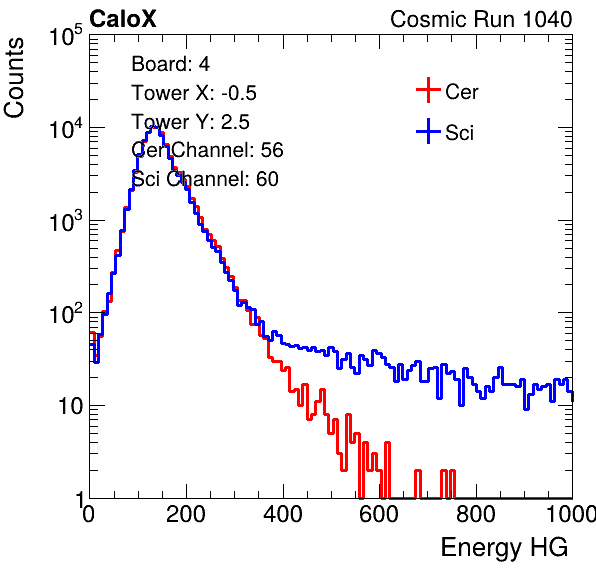 CaloX
Cosmic Run 1040
Counts
Board: 4
Tower X: -0.5
Tower Y: 2.5
Cer Channel: 56
Sci Channel: 60
Cer
Sci
10^5
10^4
10^3
10^2
10
1
0 200 400 600 800 1000
Energy HG